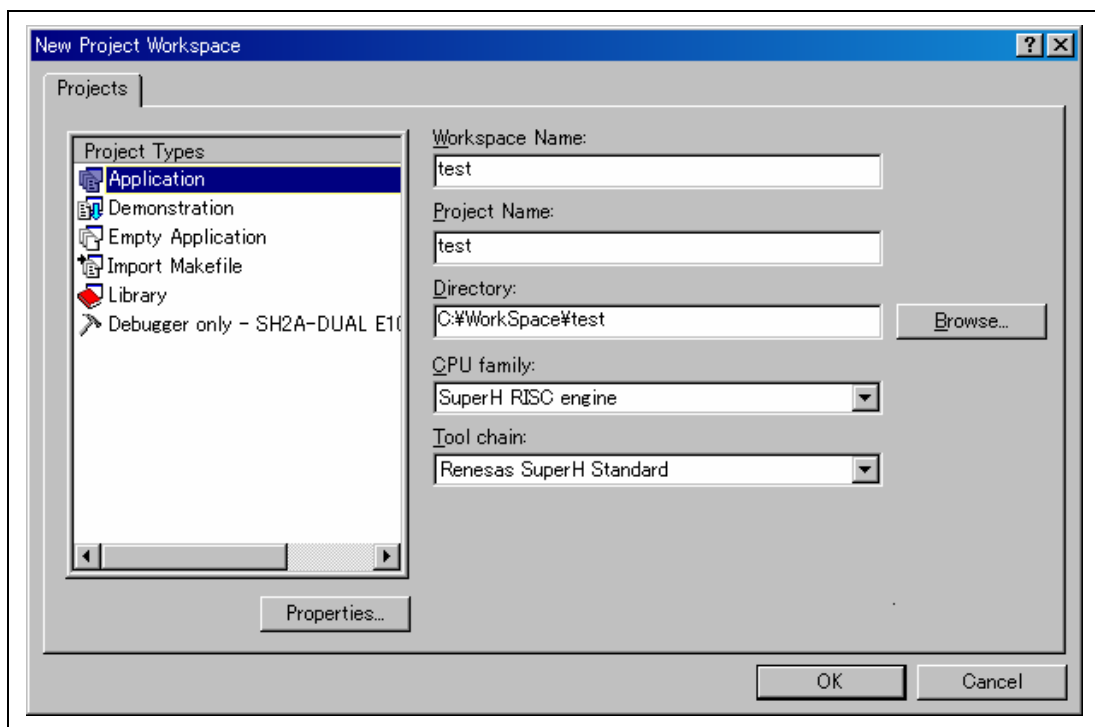 New Project Workspace
Projects
Project Types
Application
Demonstration
Empty Application
Import Makefile
Library
Debugger only - SH2A-DUAL E10
Properties...
Workspace Name:
test
Project Name:
test
Directory:
C:¥WorkSpace¥test
Browse...
CPU family:
SuperH RISC engine
Tool chain:
Renesas SuperH Standard
OK
Cancel